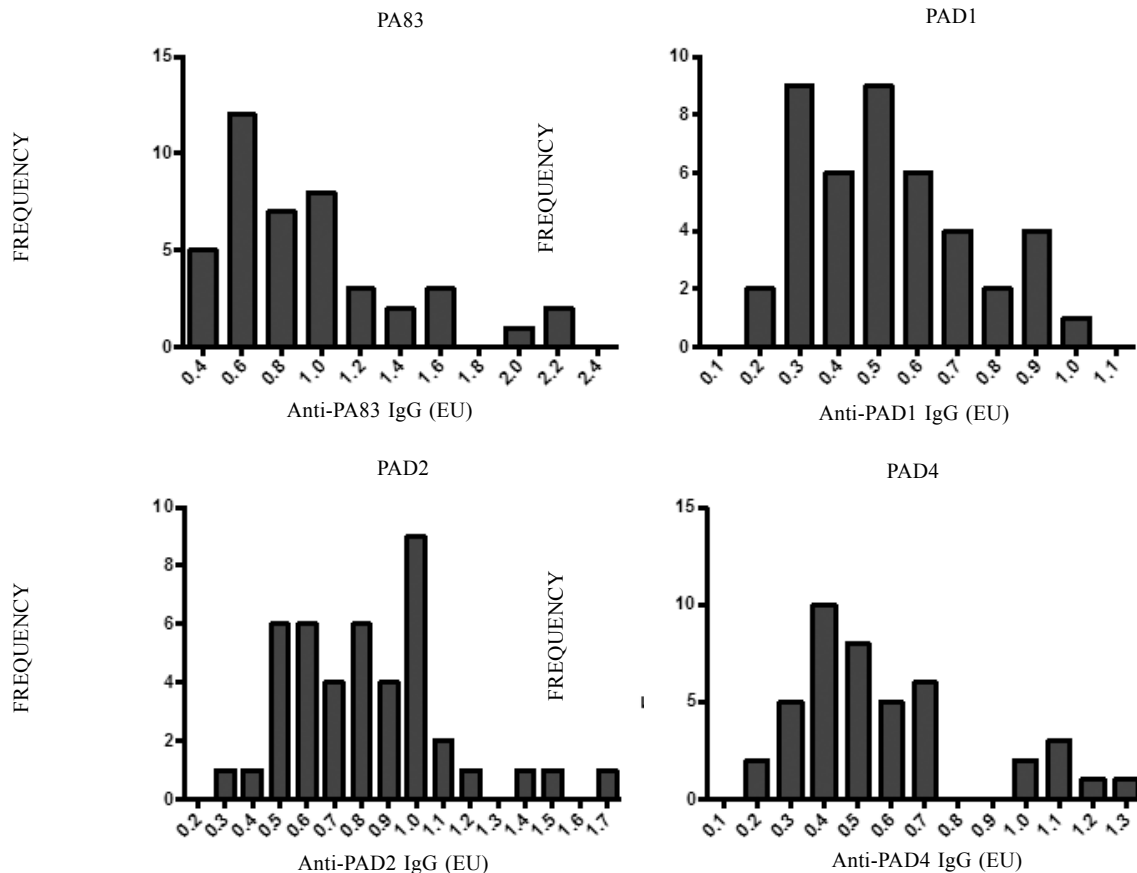 PA83
FREQUENCY
15
10
5
0
0.4 0.6 0.8 1.0 1.2 1.4 1.6 1.8 2.0 2.2 2.4
Anti-PA83 IgG (EU)
PAD1
FREQUENCY
10
8
6
4
2
0
0.1 0.2 0.3 0.4 0.5 0.6 0.7 0.8 0.9 1.0 1.1
Anti-PAD1 IgG (EU)
PAD2
FREQUENCY
10
8
6
4
2
0
0.2 0.3 0.4 0.5 0.6 0.7 0.8 0.9 1.0 1.1 1.2 1.3 1.4 1.5 1.6 1.7
Anti-PAD2 IgG (EU)
PAD4
FREQUENCY
15
10
5
0
0.1 0.2 0.3 0.4 0.5 0.6 0.7 0.8 0.9 1.0 1.1 1.2 1.3
Anti-PAD4 IgG (EU)